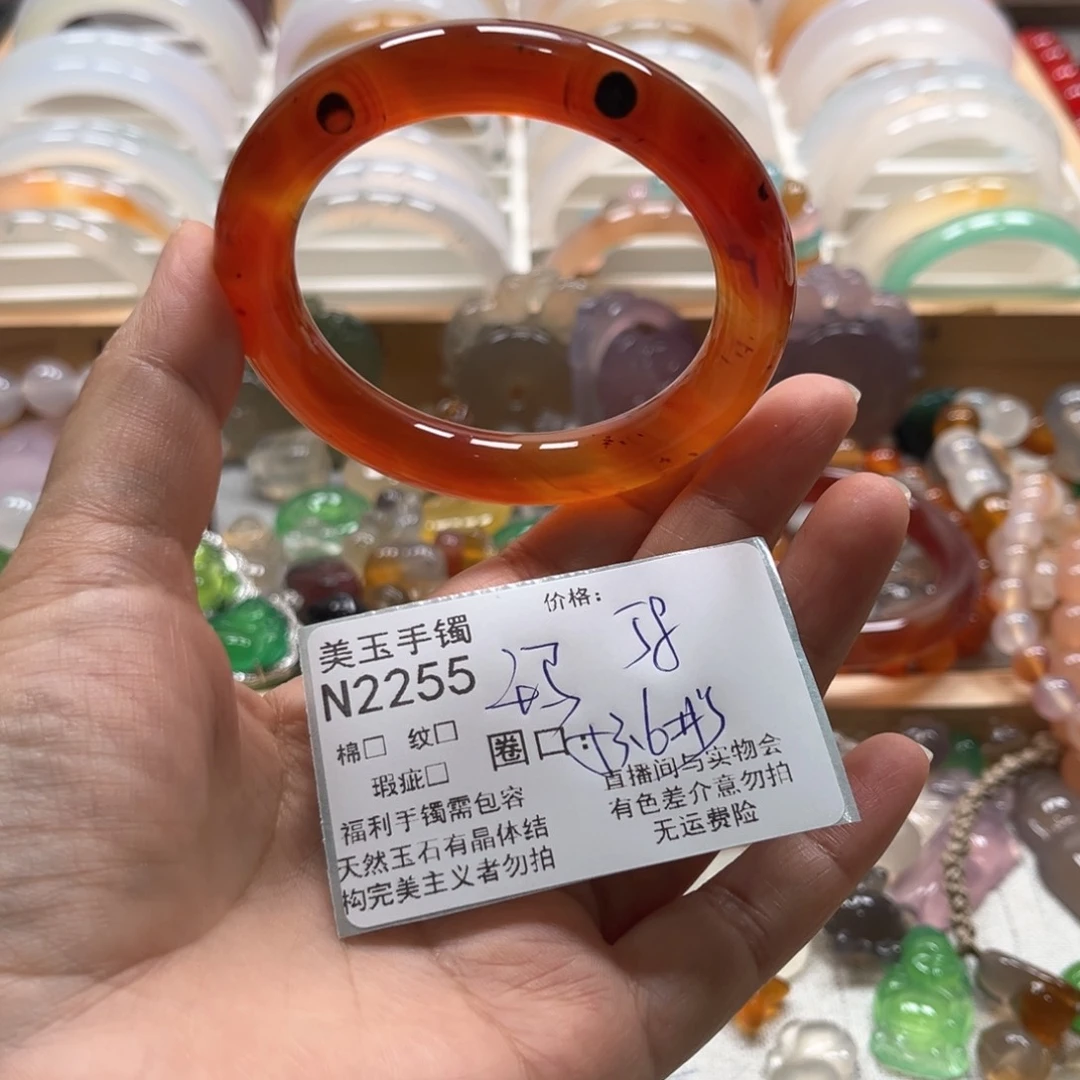 价格: 58
美玉手镯
N2255
棉□ 纹□ 圈口:
瑕疵□
直播间与实物会
福利手镯需包容
有色差介意勿拍
天然玉石有晶体结
无运费险
构完美主义者勿拍